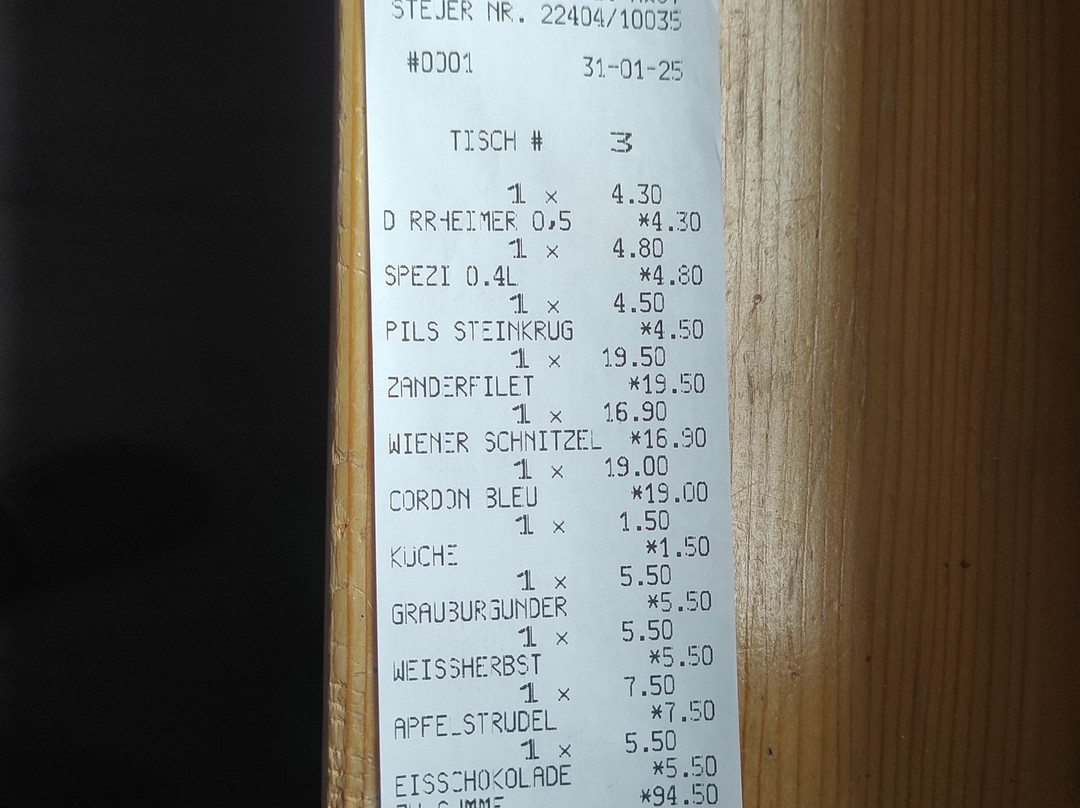 STEJER NR. 22404/10035
#0001 31-01-25
TISCH # 3
1 x 4.30
D RRHEIMER 0,5 *4.30
1 x 4.80
SPEZI 0.4L *4.80
1 x 4.50
PILS STEINKRUG *4.50
1 x 19.50
ZANDERFILET *19.50
1 x 16.90
WIENER SCHNITZEL *16.90
1 x 19.00
CORDON BLEU *19.00
1 x 1.50
KÜCHE *1.50
1 x 5.50
GRAUBURGUNDER *5.50
1 x 5.50
WEISSHERBST *5.50
1 x 7.50
APFELSTRUDEL *7.50
1 x 5.50
EISSCHOKOLADE *5.50
*94.50